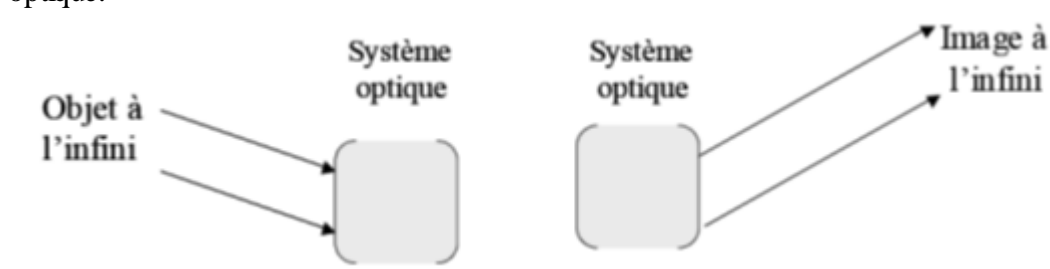 optique.
Système
optique
Système
optique
Image à
l'infini
Objet à
l'infini